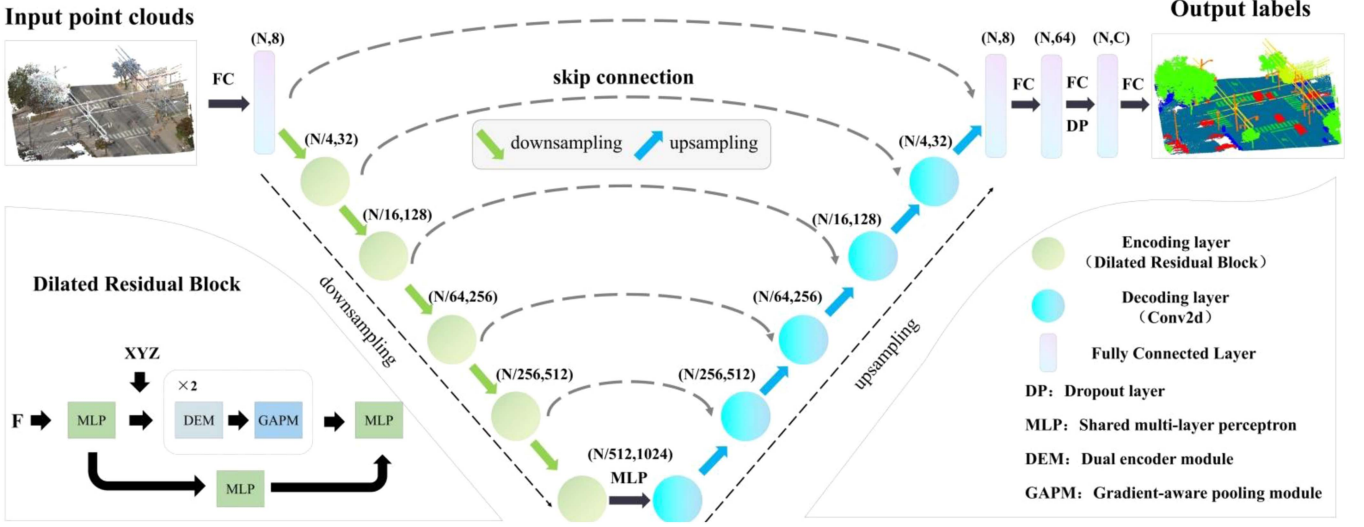 Input point clouds
Output labels
(N,8)
(N,8)
(N,64)
(N,C)
FC
FC
FC
FC
DP
skip connection
downsampling
upsampling
(N/4,32)
(N/4,32)
(N/16,128)
(N/16,128)
(N/64,256)
(N/64,256)
(N/256,512)
(N/256,512)
(N/512,1024)
MLP
downsampling
upsampling
Dilated Residual Block
XYZ
×2
F
MLP
DEM
GAPM
MLP
MLP
Encoding layer
（Dilated Residual Block）
Decoding layer
（Conv2d）
Fully Connected Layer
DP：Dropout layer
MLP：Shared multi-layer perceptron
DEM：Dual encoder module
GAPM：Gradient-aware pooling module